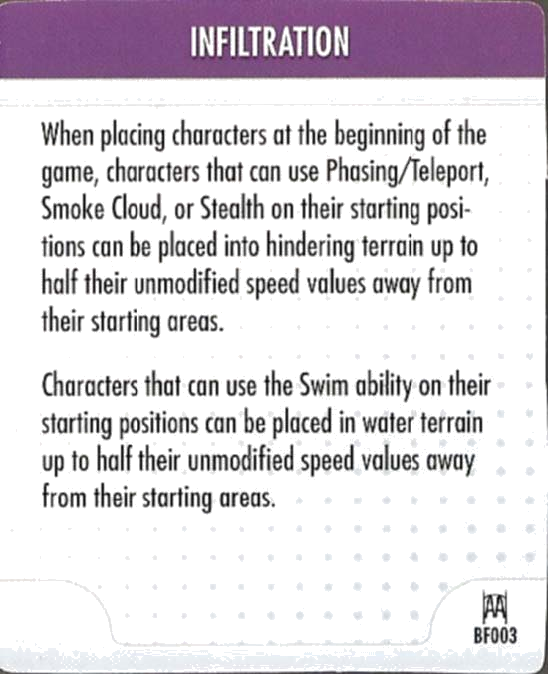 INFILTRATION
When placing characters at the beginning of the
game, characters that can use Phasing/Teleport,
Smoke Cloud, or Stealth on their starting posi-
tions can be placed into hindering terrain up to
half their unmodified speed values away from
their starting areas.
Characters that can use the Swim ability on their
starting positions can be placed in water terrain
up to half their unmodified speed values away
from their starting areas.
AA
BF003